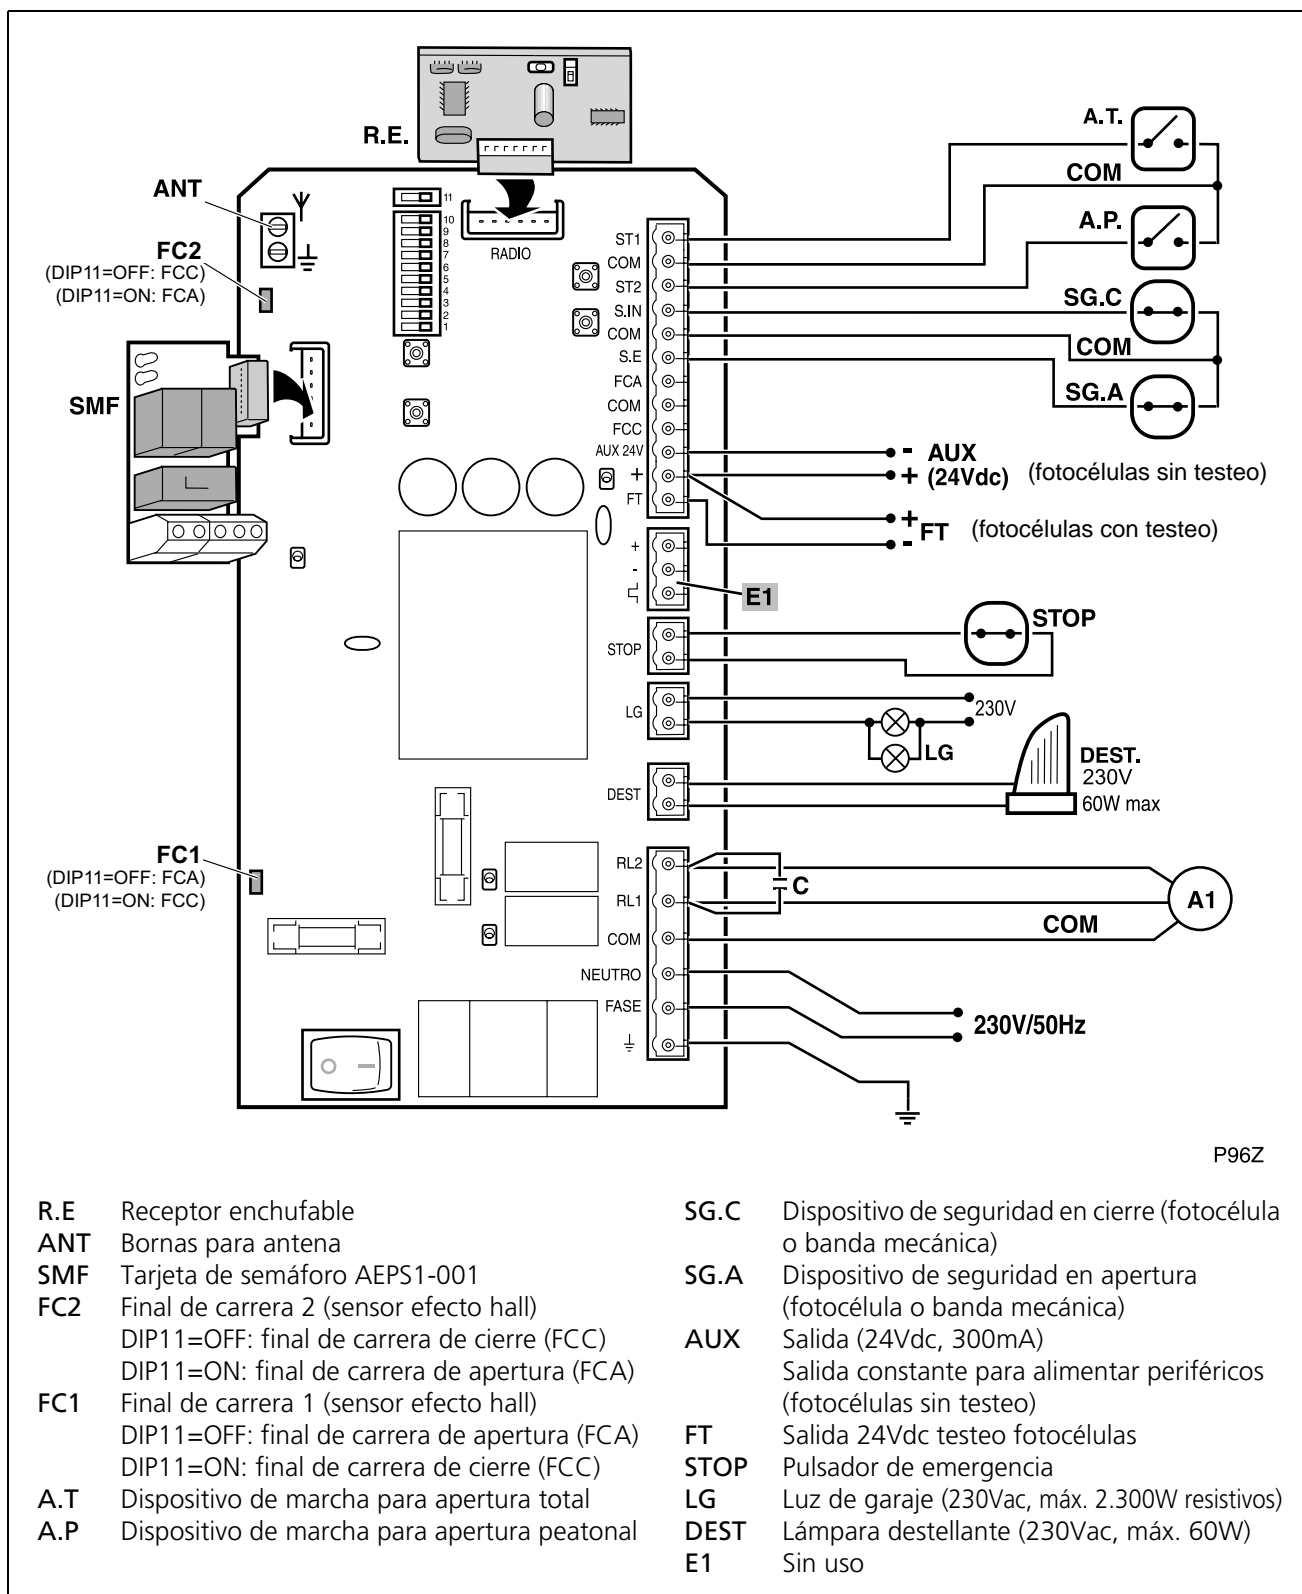 R.E.
ANT
FC2
(DIP11=OFF: FCC)
(DIP11=ON: FCA)
SMF
FC1
(DIP11=OFF: FCA)
(DIP11=ON: FCC)
11
10
9
8
7
6
5
4
3
2
1
RADIO
ST1
COM
ST2
S.IN
COM
S.E
FCA
COM
FCC
AUX 24V
+
FT
+
-
STOP
LG
DEST
RL2
RL1
COM
NEUTRO
FASE
A.T.
COM
A.P.
SG.C
COM
SG.A
- AUX
+ (24Vdc) (fotocélulas sin testeo)
+
FT (fotocélulas con testeo)
-
E1
STOP
230V
LG
DEST.
230V
60W max
C
A1
COM
230V/50Hz
P96Z
R.E Receptor enchufable
ANT Bornas para antena
SMF Tarjeta de semáforo AEPS1-001
FC2 Final de carrera 2 (sensor efecto hall)
DIP11=OFF: final de carrera de cierre (FCC)
DIP11=ON: final de carrera de apertura (FCA)
FC1 Final de carrera 1 (sensor efecto hall)
DIP11=OFF: final de carrera de apertura (FCA)
DIP11=ON: final de carrera de cierre (FCC)
A.T Dispositivo de marcha para apertura total
A.P Dispositivo de marcha para apertura peatonal
SG.C Dispositivo de seguridad en cierre (fotocélula
o banda mecánica)
SG.A Dispositivo de seguridad en apertura
(fotocélula o banda mecánica)
AUX Salida (24Vdc, 300mA)
Salida constante para alimentar periféricos
(fotocélulas sin testeo)
FT Salida 24Vdc testeo fotocélulas
STOP Pulsador de emergencia
LG Luz de garaje (230Vac, máx. 2.300W resistivos)
DEST Lámpara destellante (230Vac, máx. 60W)
E1 Sin uso